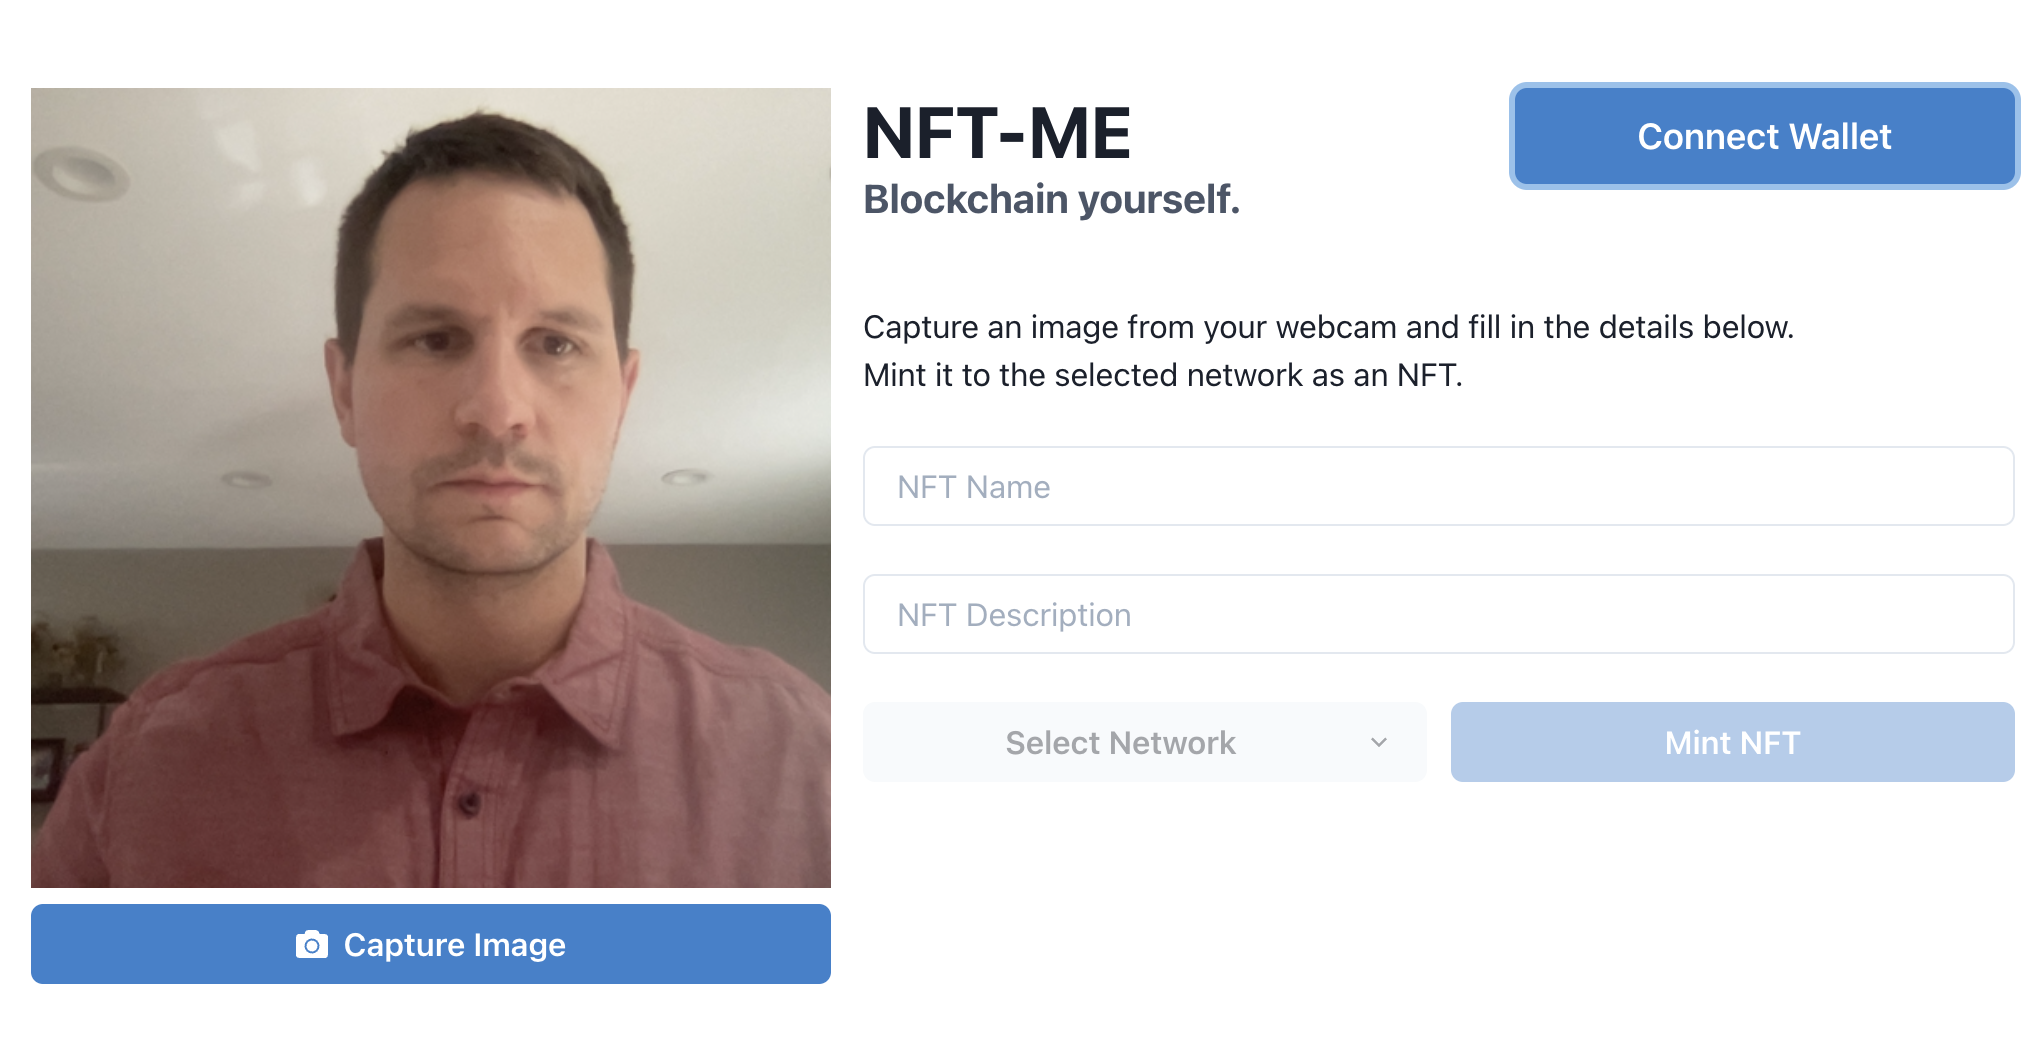 NFT-ME
Connect Wallet
Blockchain yourself.
Capture an image from your webcam and fill in the details below.
Mint it to the selected network as an NFT.
NFT Name
NFT Description
Select Network
Mint NFT
Capture Image